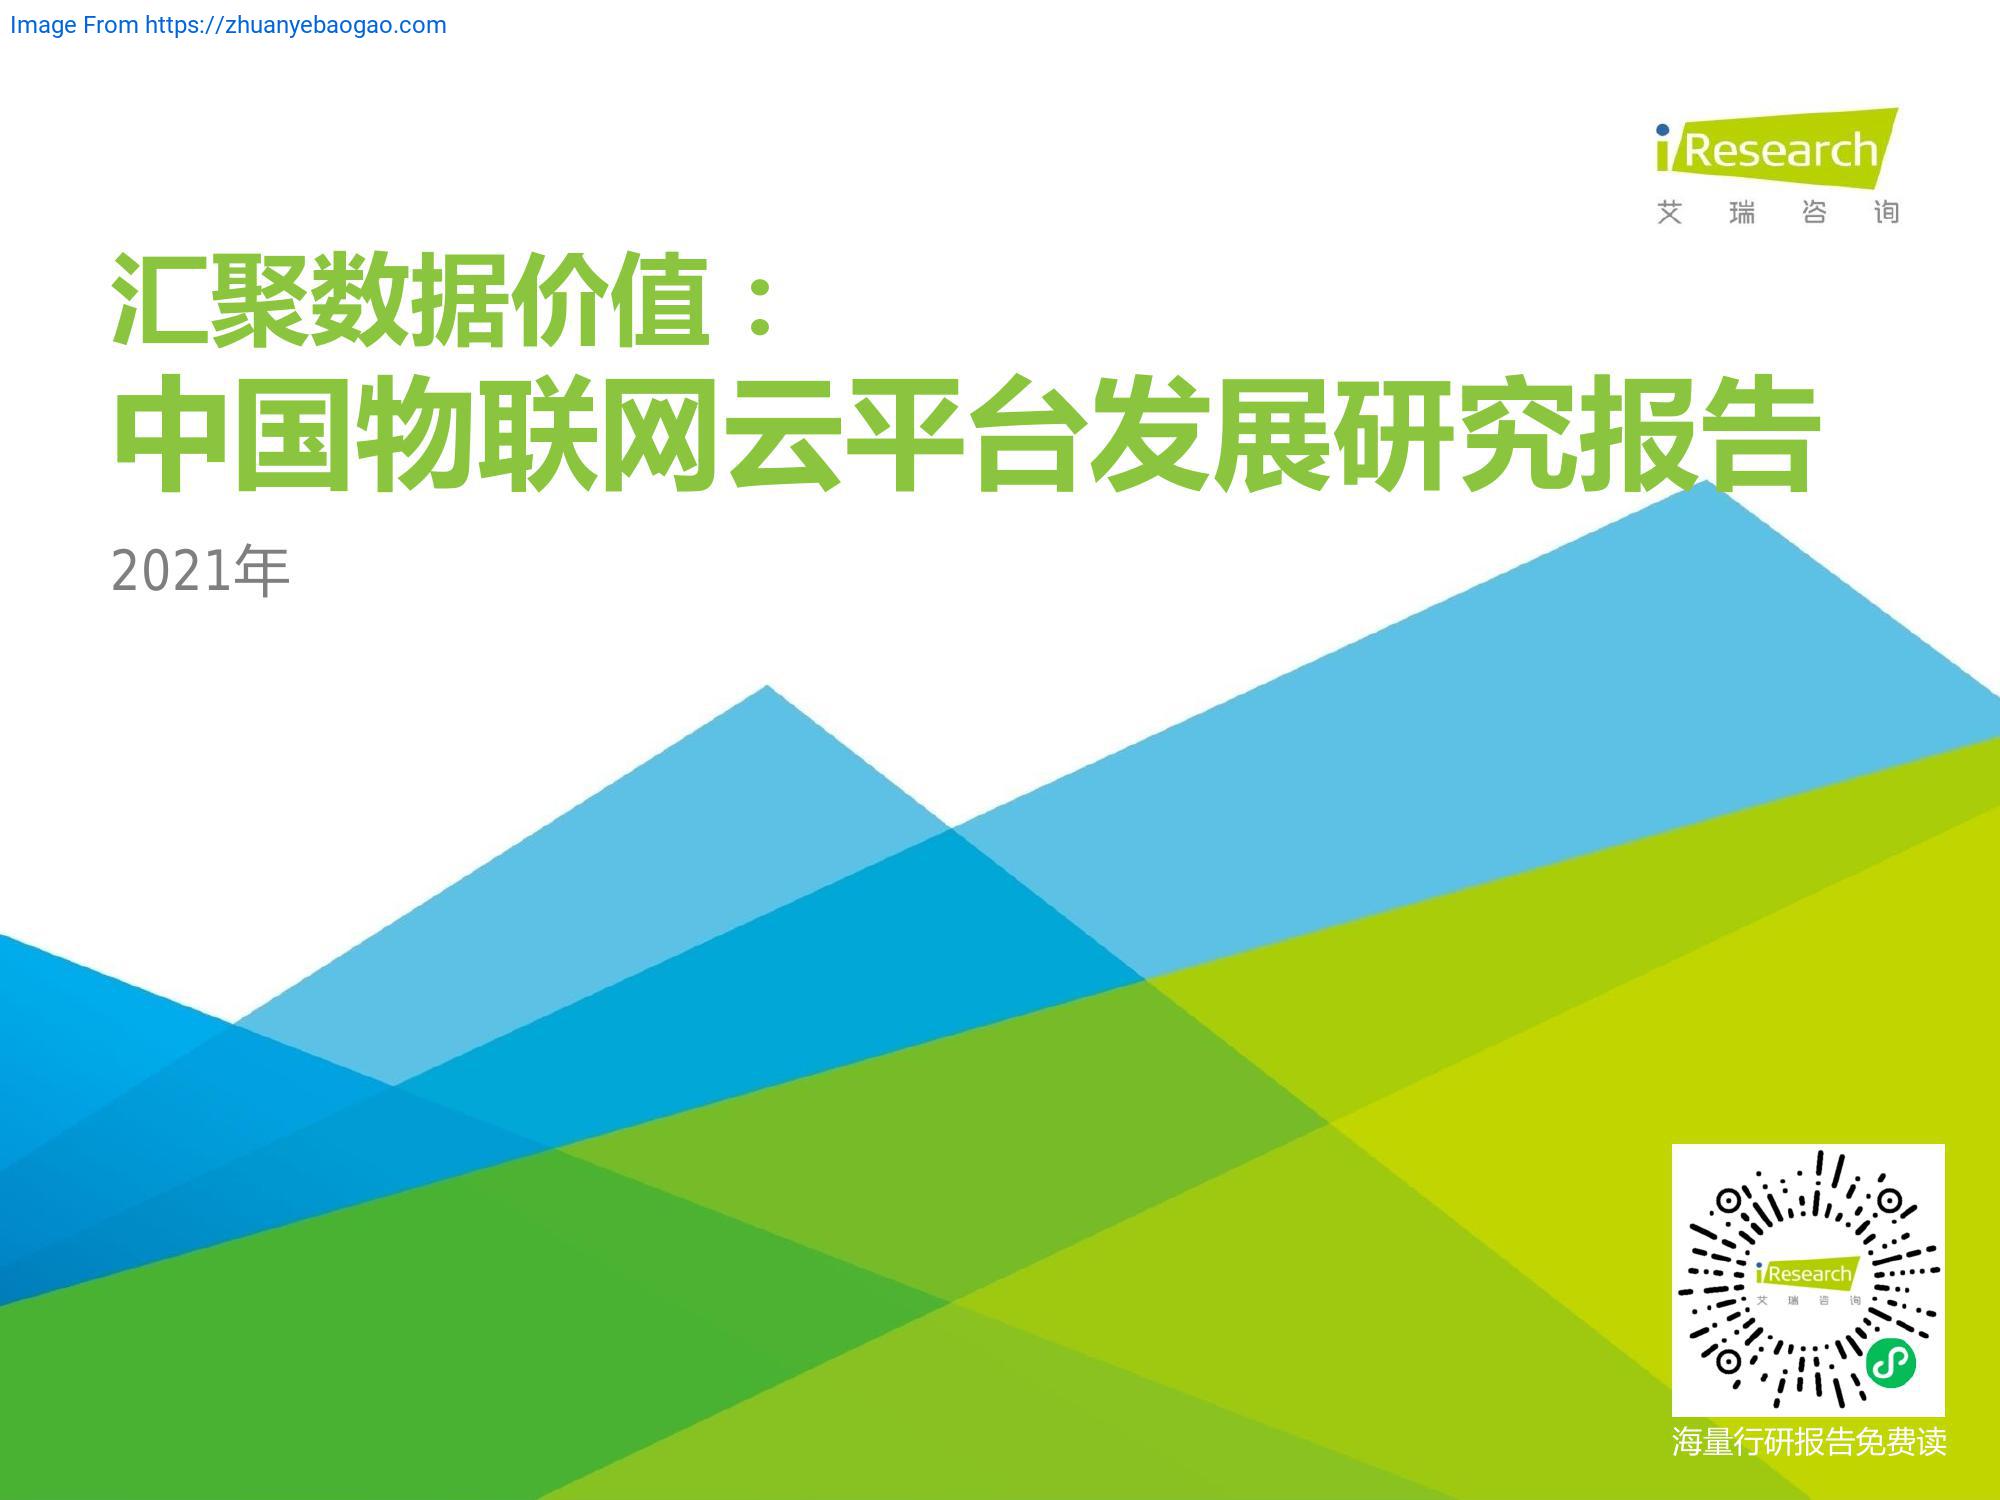 Image From https://zhuanyebaogao.com
iResearch
艾瑞咨询
汇聚数据价值：
中国物联网云平台发展研究报告
2021年
iResearch
艾瑞咨询
海量行研报告免费读